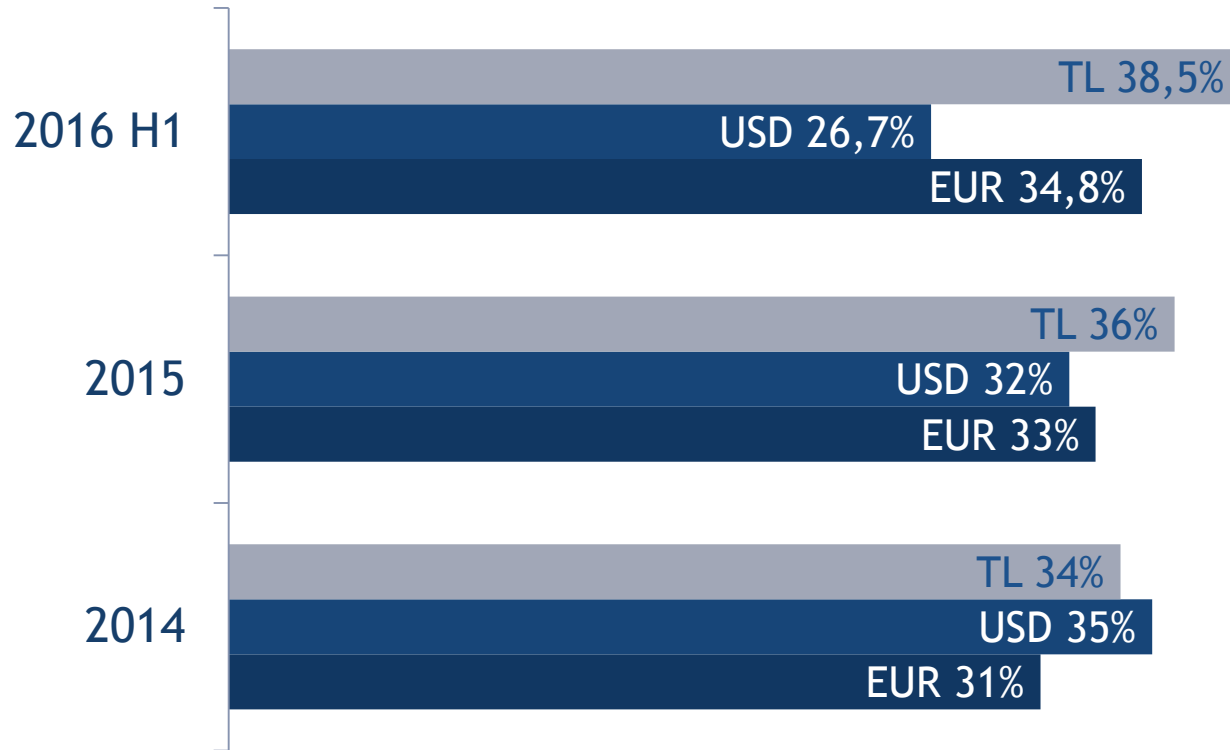 TL 38,5%
2016 H1
USD 26,7%
EUR 34,8%
TL 36%
2015
USD 32%
EUR 33%
TL 34%
2014
USD 35%
EUR 31%